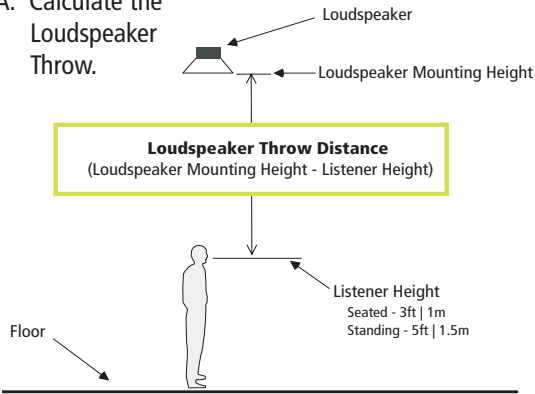 A. Calculate the
Loudspeaker
Throw.
Loudspeaker
Loudspeaker Mounting Height
Loudspeaker Throw Distance
(Loudspeaker Mounting Height - Listener Height)
Listener Height
Seated - 3ft | 1m
Standing - 5ft | 1.5m
Floor